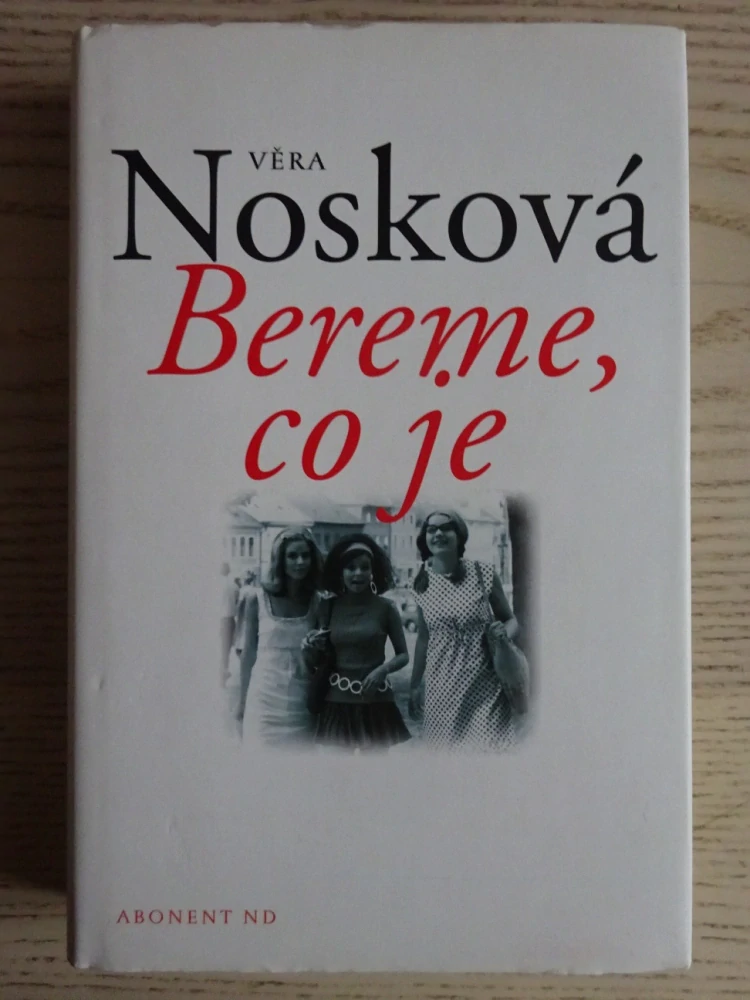 VĚRA
Nosková
Bereme,
co je
ABONENT ND